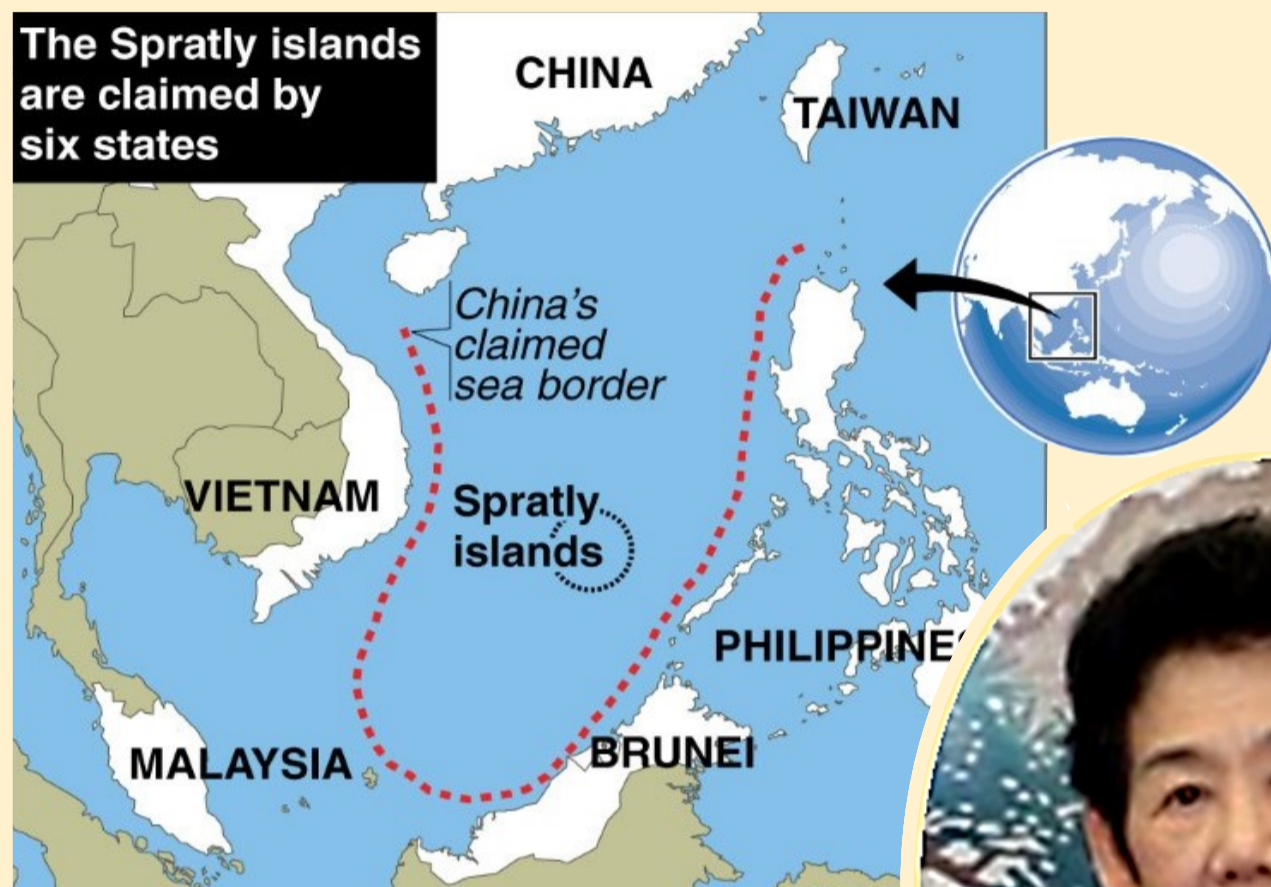 The Spratly islands
are claimed by
six states
CHINA
TAIWAN
China's
claimed
sea border
VIETNAM
Spratly
islands
PHILIPPINES
MALAYSIA
BRUNEI